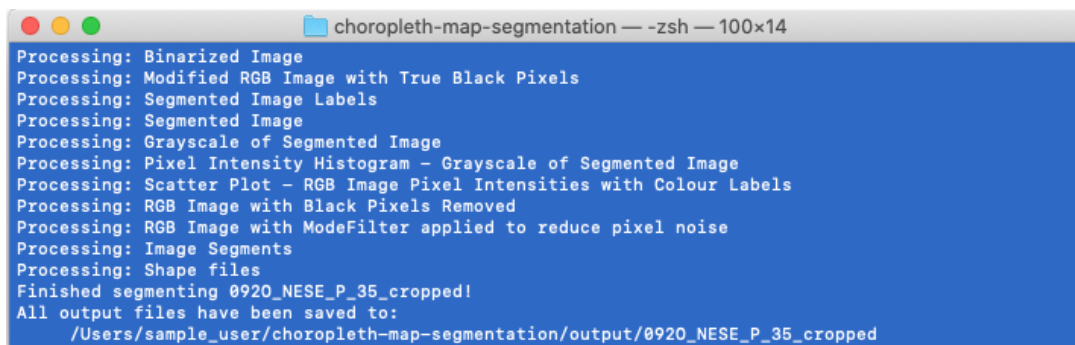 choropleth-map-segmentation — -zsh — 100×14
Processing: Binarized Image
Processing: Modified RGB Image with True Black Pixels
Processing: Segmented Image Labels
Processing: Segmented Image
Processing: Grayscale of Segmented Image
Processing: Pixel Intensity Histogram – Grayscale of Segmented Image
Processing: Scatter Plot – RGB Image Pixel Intensities with Colour Labels
Processing: RGB Image with Black Pixels Removed
Processing: RGB Image with ModeFilter applied to reduce pixel noise
Processing: Image Segments
Processing: Shape files
Finished segmenting 092O_NESE_P_35_cropped!
All output files have been saved to:
/Users/sample_user/choropleth-map-segmentation/output/092O_NESE_P_35_cropped